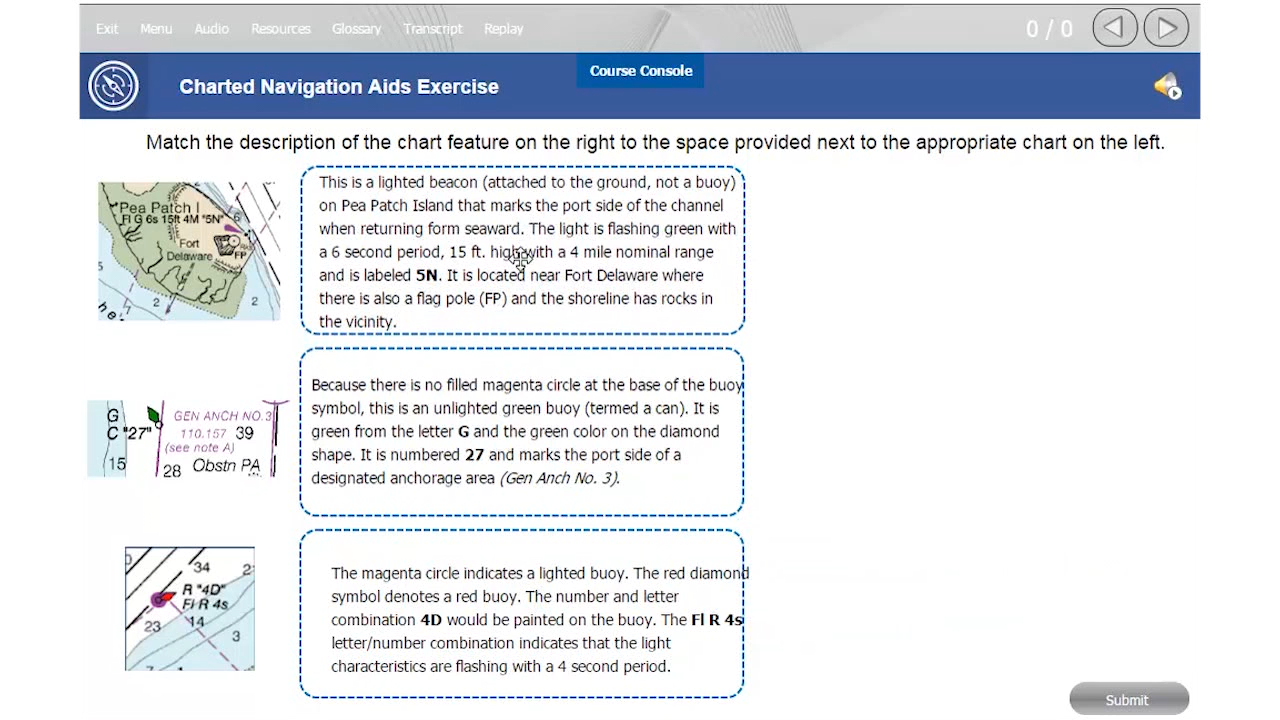 Exit Menu Audio Resources Glossary Transcript Replay 0 / 0
Course Console
Charted Navigation Aids Exercise
Match the description of the chart feature on the right to the space provided next to the appropriate chart on the left.
Pea Patch I
Fl G 6s 15ft 4M "5N"
6
Fort
Delaware
FP
5
2
7
This is a lighted beacon (attached to the ground, not a buoy)
on Pea Patch Island that marks the port side of the channel
when returning form seaward. The light is flashing green with
a 6 second period, 15 ft. high with a 4 mile nominal range
and is labeled 5N. It is located near Fort Delaware where
there is also a flag pole (FP) and the shoreline has rocks in
the vicinity.
G
C "27"
15
GEN ANCH NO.3
110.157 39
(see note A)
28 Obstn PA
Because there is no filled magenta circle at the base of the buoy
symbol, this is an unlighted green buoy (termed a can). It is
green from the letter G and the green color on the diamond
shape. It is numbered 27 and marks the port side of a
designated anchorage area (Gen Anch No. 3).
34
R "4D"
Fl R 4s
23 14
3
The magenta circle indicates a lighted buoy. The red diamond
symbol denotes a red buoy. The number and letter
combination 4D would be painted on the buoy. The Fl R 4s
letter/number combination indicates that the light
characteristics are flashing with a 4 second period.
Submit